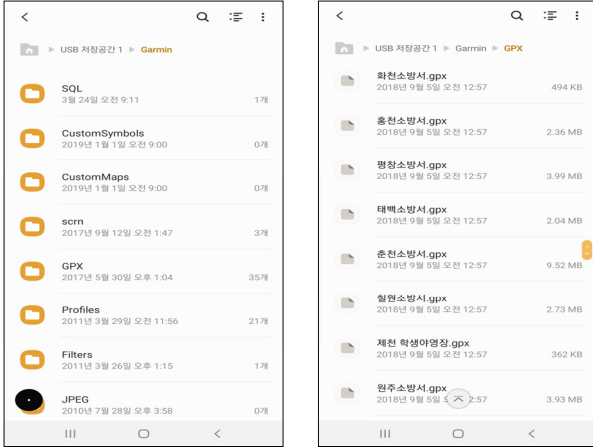 USB 저장공간 1 ▶ Garmin
SQL
3월 24일 오전 9:11
1개
CustomSymbols
2019년 1월 1일 오전 9:00
0개
CustomMaps
2019년 1월 1일 오전 9:00
0개
scrn
2017년 9월 12일 오전 1:47
3개
GPX
2017년 5월 30일 오후 1:04
35개
Profiles
2011년 3월 29일 오전 11:56
21개
Filters
2011년 3월 26일 오후 1:15
1개
JPEG
2010년 7월 28일 오후 3:58
0개
USB 저장공간 1 ▶ Garmin ▶ GPX
화천소방서.gpx
2018년 9월 5일 오전 12:57
494 KB
홍천소방서.gpx
2018년 9월 5일 오전 12:57
2.36 MB
평창소방서.gpx
2018년 9월 5일 오전 12:57
3.99 MB
태백소방서.gpx
2018년 9월 5일 오전 12:57
2.04 MB
춘천소방서.gpx
2018년 9월 5일 오전 12:57
9.52 MB
철원소방서.gpx
2018년 9월 5일 오전 12:57
2.73 MB
제천 학생야영장.gpx
2018년 9월 5일 오전 12:57
362 KB
원주소방서.gpx
2018년 9월 5일 2:57
3.93 MB